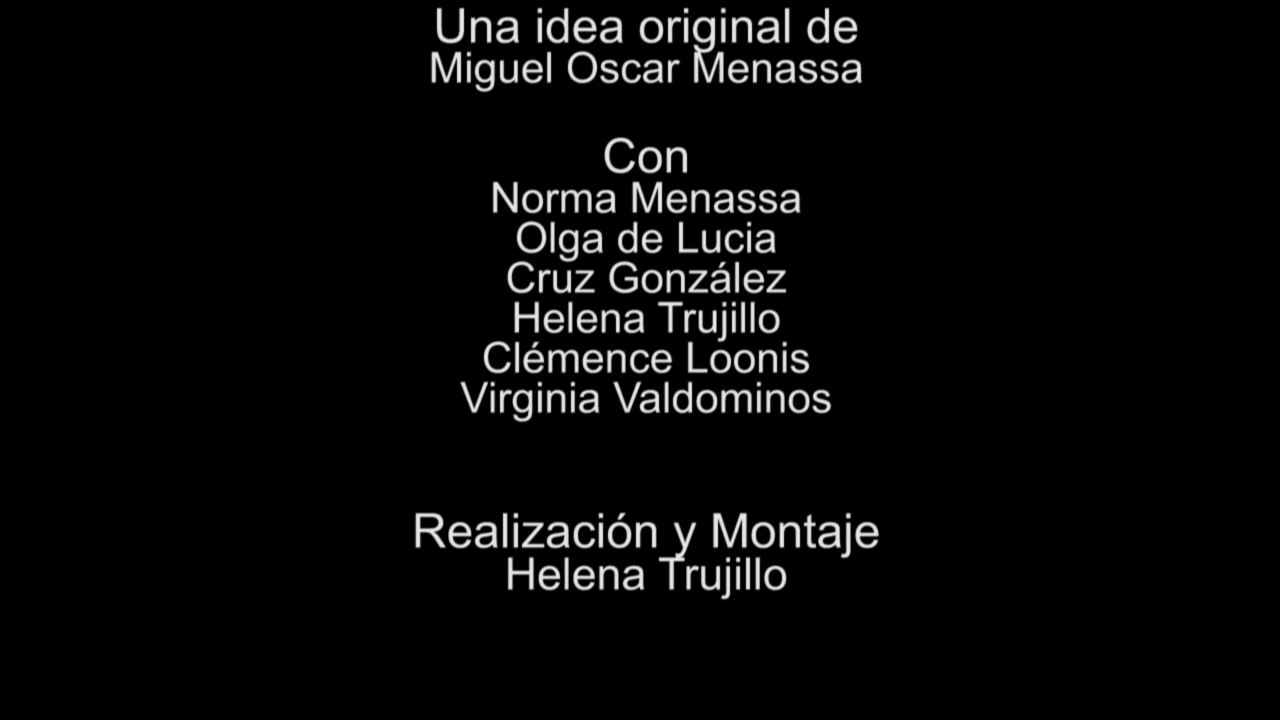 Una idea original de
Miguel Oscar Menassa
Con
Norma Menassa
Olga de Lucia
Cruz González
Helena Trujillo
Clémence Loonis
Virginia Valdominos
Realización y Montaje
Helena Trujillo